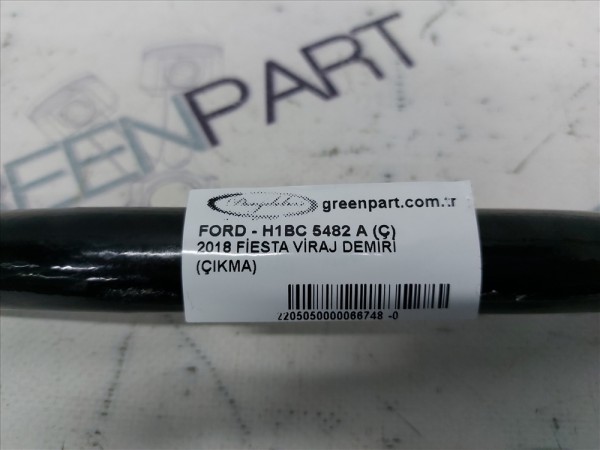 GREENPART
greenpart.com.tr
FORD - H1BC 5482 A (Ç)
2018 FİESTA VİRAJ DEMİRİ
(ÇIKMA)
2205050000066748 -0